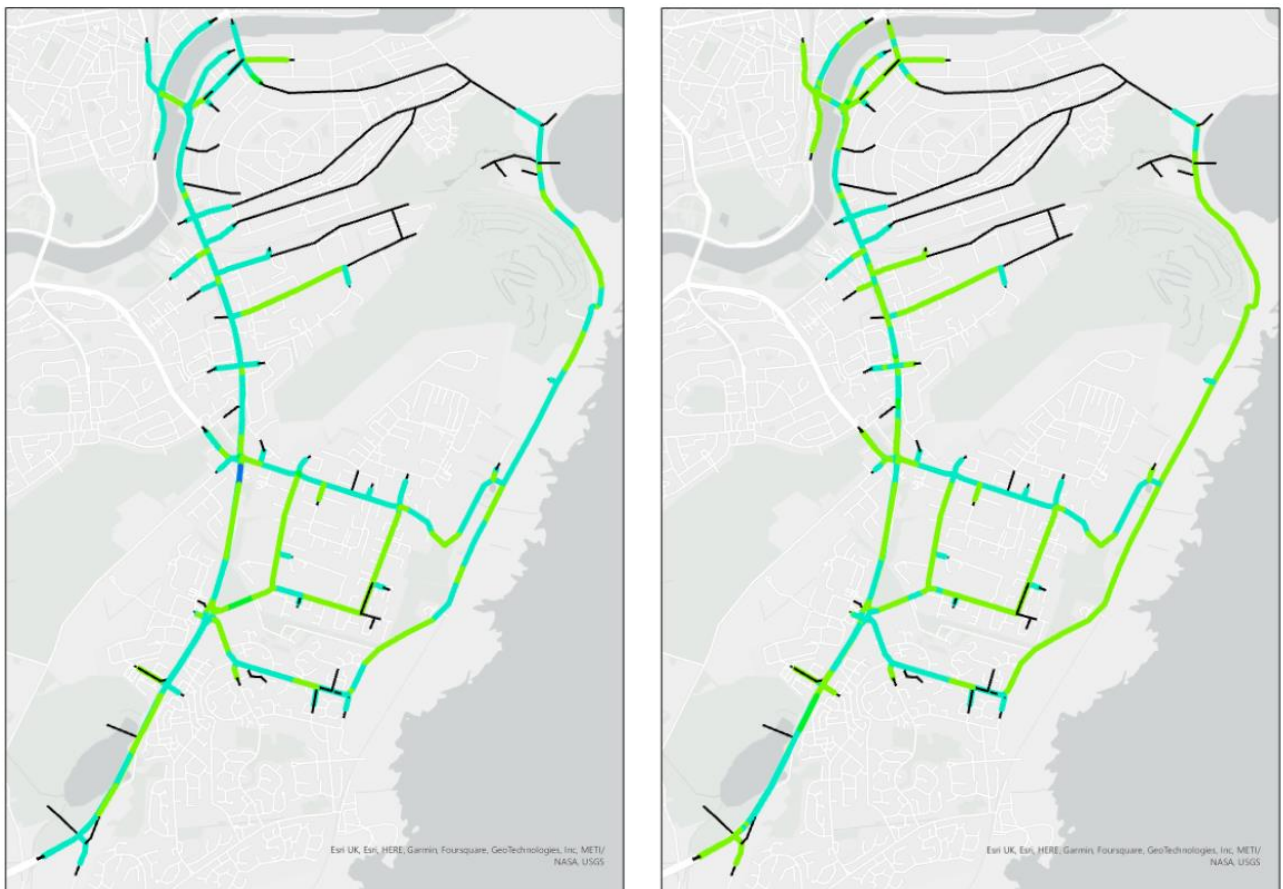 Esri UK, Esri, HERE, Garmin, Foursquare, GeoTechnologies, Inc, METI/
NASA, USGS
Esri UK, Esri, HERE, Garmin, Foursquare, GeoTechnologies, Inc, METI/
NASA, USGS